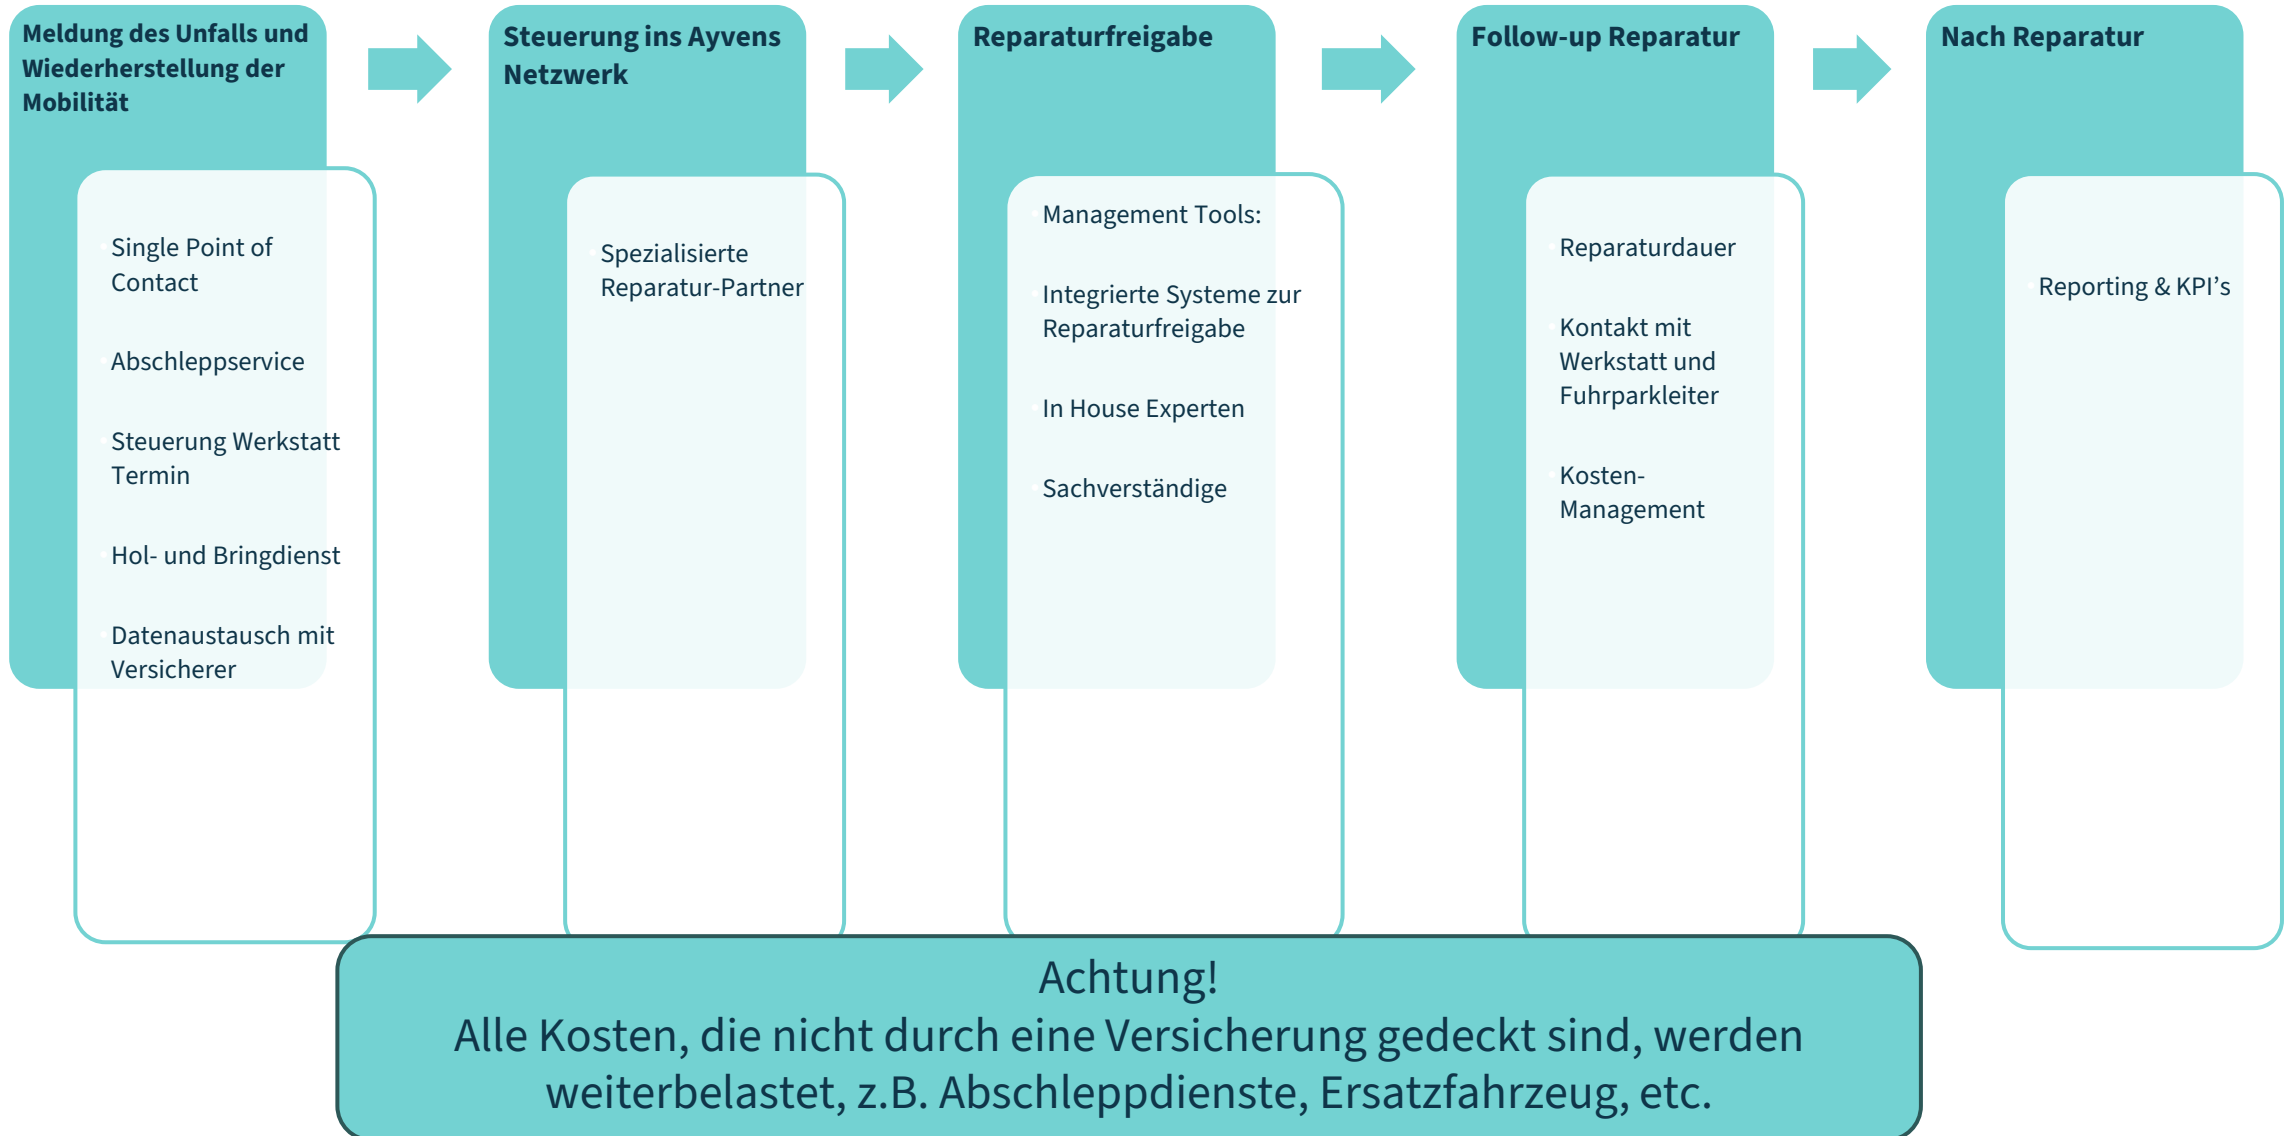 Meldung des Unfalls und
Wiederherstellung der
Mobilität
Single Point of
Contact
Abschleppservice
Steuerung Werkstatt
Termin
Hol- und Bringdienst
Datenaustausch mit
Versicherer
Steuerung ins Ayvens
Netzwerk
Spezialisierte
Reparatur-Partner
Reparaturfreigabe
Management Tools:
Integrierte Systeme zur
Reparaturfreigabe
In House Experten
Sachverständige
Follow-up Reparatur
Reparaturdauer
Kontakt mit
Werkstatt und
Fuhrparkleiter
Kosten-
Management
Nach Reparatur
Reporting & KPI’s
Achtung!
Alle Kosten, die nicht durch eine Versicherung gedeckt sind, werden
weiterbelastet, z.B. Abschleppdienste, Ersatzfahrzeug, etc.